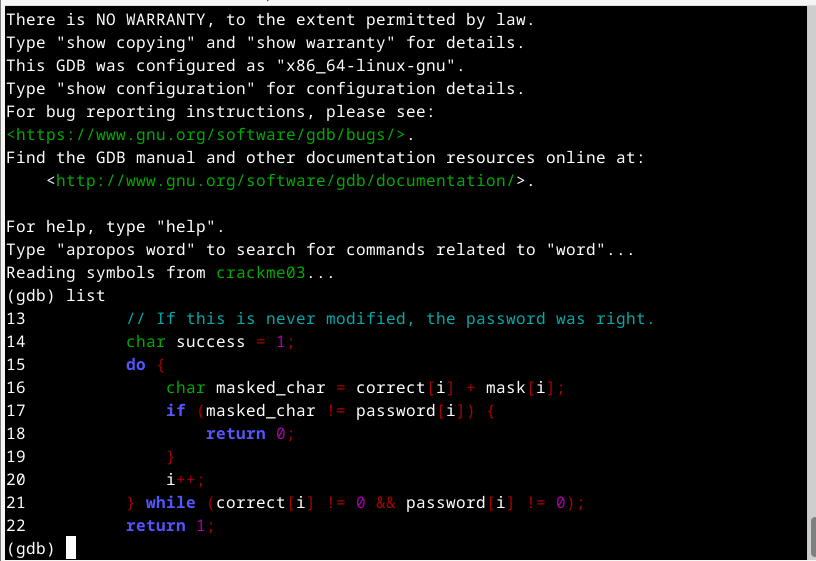 There is NO WARRANTY, to the extent permitted by law.
Type "show copying" and "show warranty" for details.
This GDB was configured as "x86_64-linux-gnu".
Type "show configuration" for configuration details.
For bug reporting instructions, please see:
<https://www.gnu.org/software/gdb/bugs/>.
Find the GDB manual and other documentation resources online at:
    <http://www.gnu.org/software/gdb/documentation/>.

For help, type "help".
Type "apropos word" to search for commands related to "word"...
Reading symbols from crackme03...
(gdb) list
13          // If this is never modified, the password was right.
14          char success = 1;
15          do {
16              char masked_char = correct[i] + mask[i];
17              if (masked_char != password[i]) {
18                  return 0;
19              }
20              i++;
21          } while (correct[i] != 0 && password[i] != 0);
22          return 1;
(gdb)